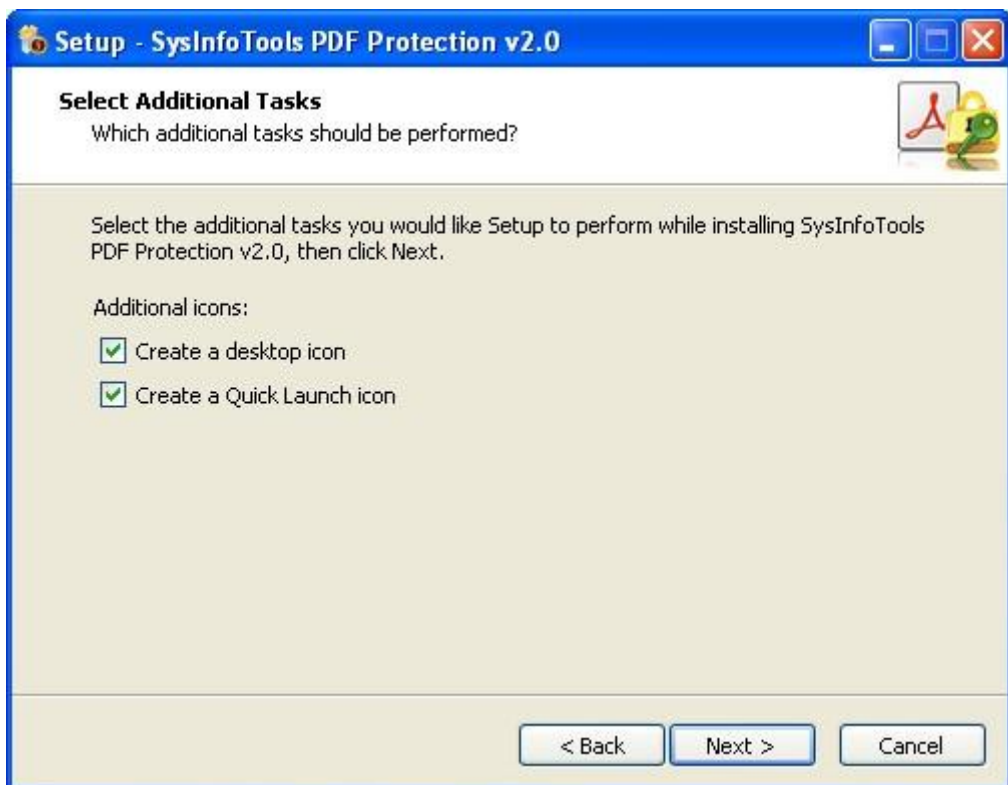 Setup - SysInfoTools PDF Protection v2.0
Select Additional Tasks
Which additional tasks should be performed?
Select the additional tasks you would like Setup to perform while installing SysInfoTools
PDF Protection v2.0, then click Next.
Additional icons:
Create a desktop icon
Create a Quick Launch icon
< Back
Next >
Cancel